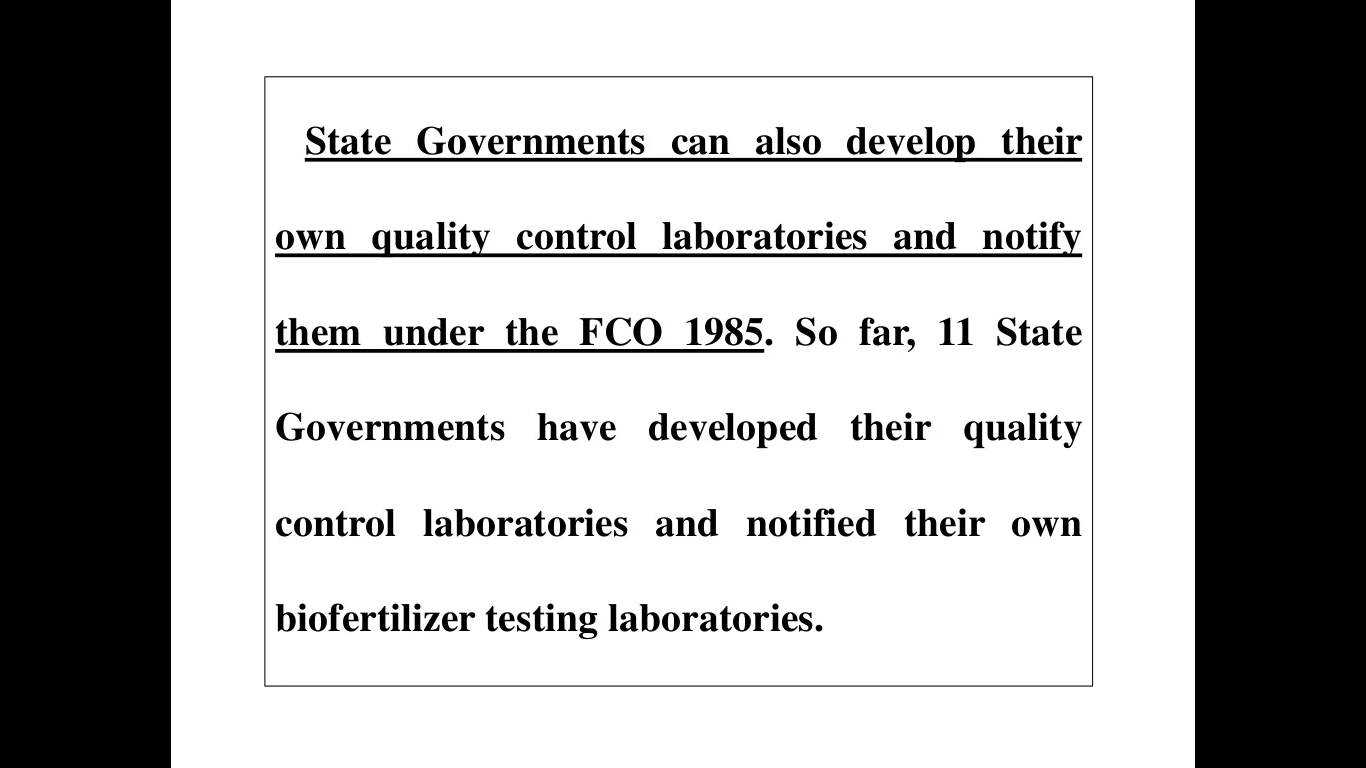 State Governments can also develop their
own quality control laboratories and notify
them under the FCO 1985. So far, 11 State
Governments have developed their quality
control laboratories and notified their own
biofertilizer testing laboratories.